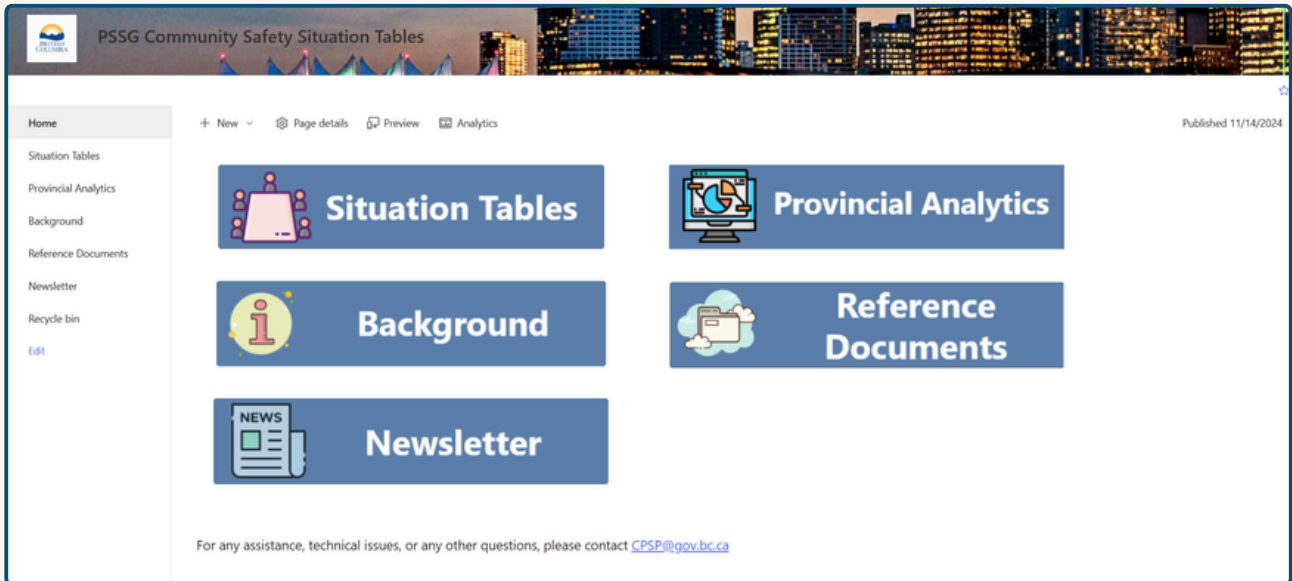 BRITISH
COLUMBIA
PSSG Community Safety Situation Tables
Home
+ New
Page details
Preview
Analytics
Published 11/14/2024
Situation Tables
Provincial Analytics
Background
Reference Documents
Newsletter
Recycle bin
Edit
Situation Tables
Provincial Analytics
Background
Reference
Documents
NEWS
Newsletter
For any assistance, technical issues, or any other questions, please contact CPSP@gov.bc.ca